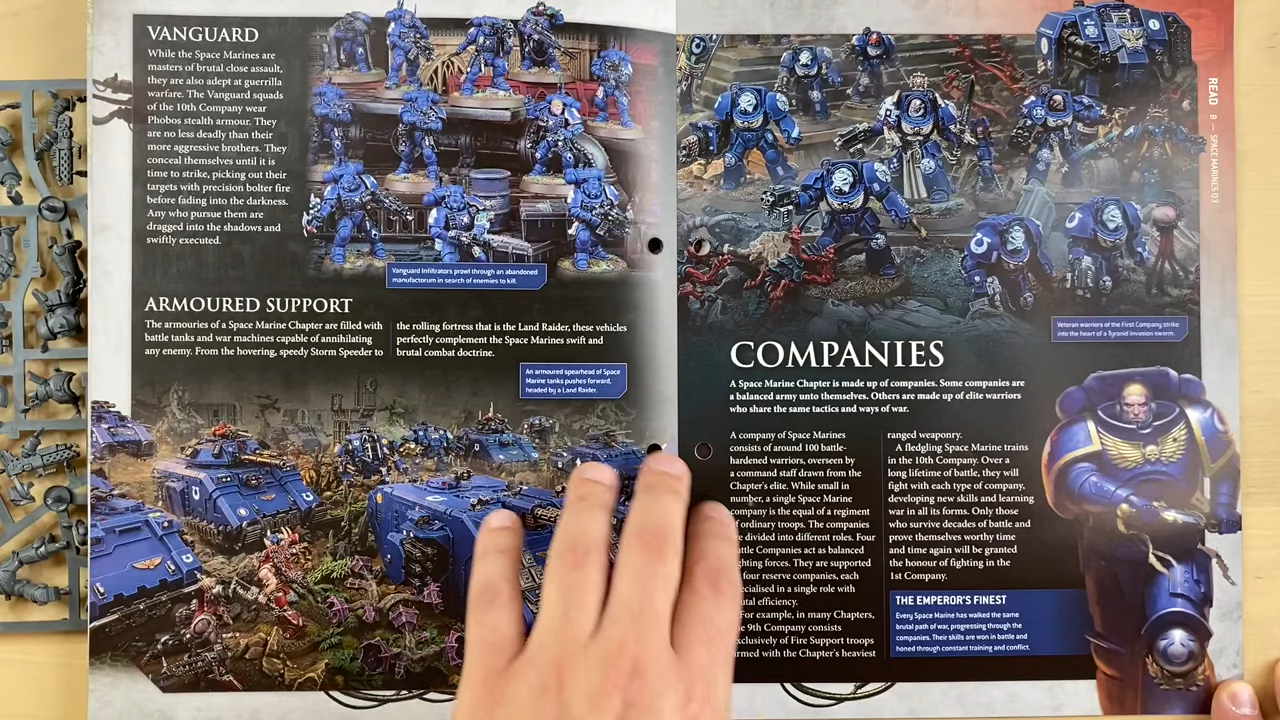 VANGUARD
While the Space Marines are
masters of brutal close assault,
they are also adept at guerrilla
warfare. The Vanguard squads
of the 10th Company wear
Phobos stealth armour. They
are no less deadly than their
more aggressive brothers. They
conceal themselves until it is
time to strike, picking out their
targets with precision bolter fire
before fading into the darkness.
Any who pursue them are
dragged into the shadows and
swiftly executed.
Vanguard Infiltrators prowl through an abandoned
manufactorum in search of enemies to kill.
ARMOURED SUPPORT
The armouries of a Space Marine Chapter are filled with
battle tanks and war machines capable of annihilating
any enemy. From the hovering, speedy Storm Speeder to
the rolling fortress that is the Land Raider, these vehicles
perfectly complement the Space Marines swift and
brutal combat doctrine.
An armoured spearhead of Space
Marine tanks pushes forward,
headed by a Land Raider.
READ 8 — SPACE MARINES 03
Veteran warriors of the First Company strike
into the heart of a Tyranid invasion swarm.
COMPANIES
A Space Marine Chapter is made up of companies. Some companies are
a balanced army unto themselves. Others are made up of elite warriors
who share the same tactics and ways of war.
A company of Space Marines
consists of around 100 battle-
hardened warriors, overseen by
a command staff drawn from the
Chapter's elite. While small in
number, a single Space Marine
company is the equal of a regiment
of ordinary troops. The companies
divided into different roles. Four
Companies act as balanced
forces. They are supported
four reserve companies, each
in a single role with
efficiency.
For example, in many Chapters,
9th Company consists
exclusively of Fire Support troops
armed with the Chapter's heaviest
ranged weaponry.
A fledgling Space Marine trains
in the 10th Company. Over a
long lifetime of battle, they will
fight with each type of company,
developing new skills and learning
war in all its forms. Only those
who survive decades of battle and
prove themselves worthy time
and time again will be granted
the honour of fighting in the
1st Company.
THE EMPEROR'S FINEST
Every Space Marine has walked the same
brutal path of war, progressing through the
companies. Their skills are won in battle and
honed through constant training and conflict.